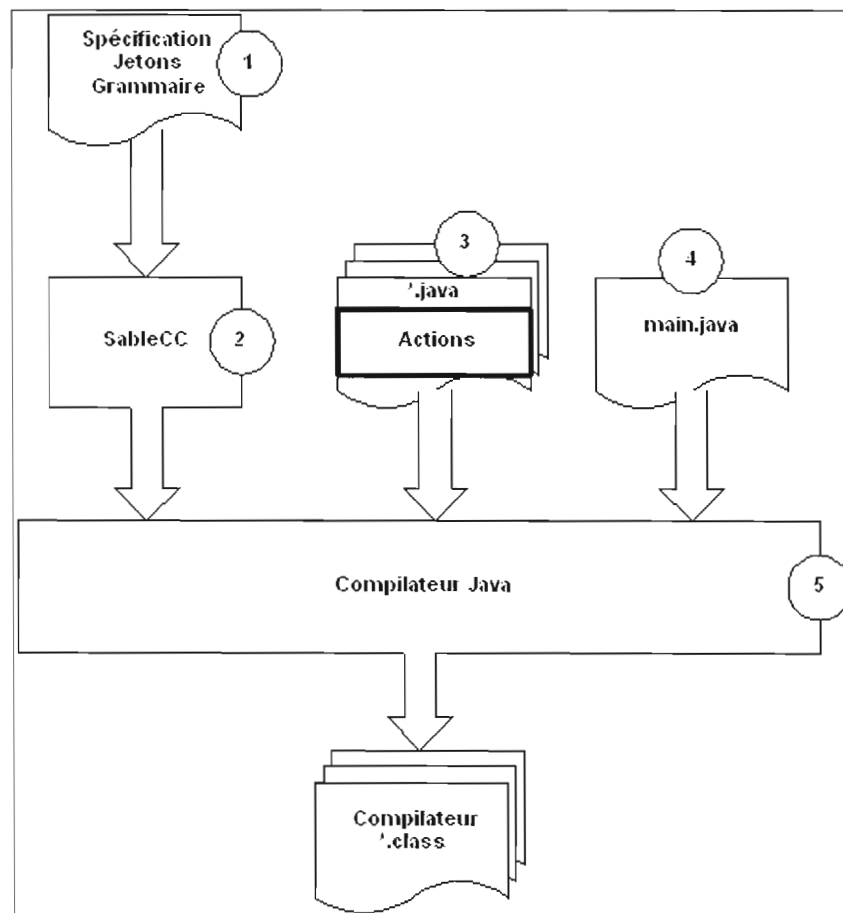 Spécification
Jetons
Grammaire
1
3
4
*.java
SableCC
2
Actions
main.java
Compilateur Java
5
Compilateur
*.class